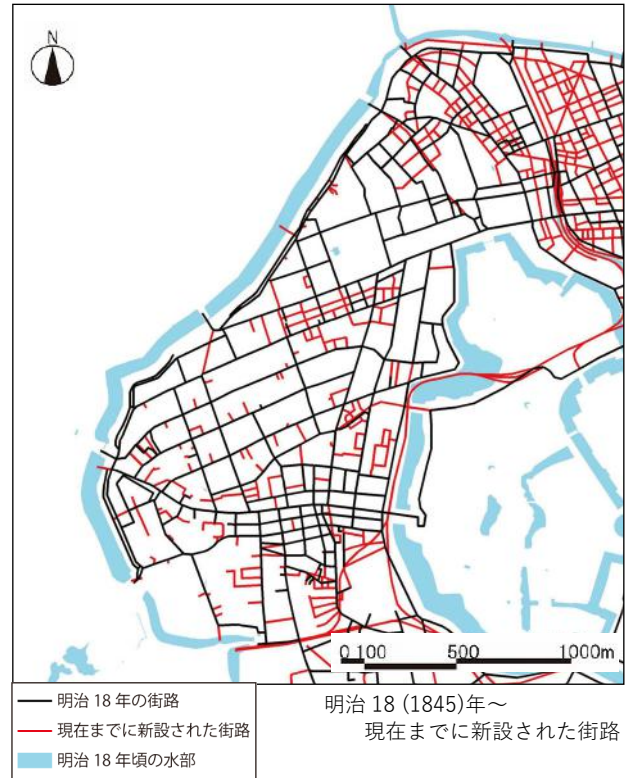 N
0 100 500 1000m
明治 18 年の街路
現在までに新設された街路
明治 18 年頃の水部
明治 18 (1845)年～
現在までに新設された街路